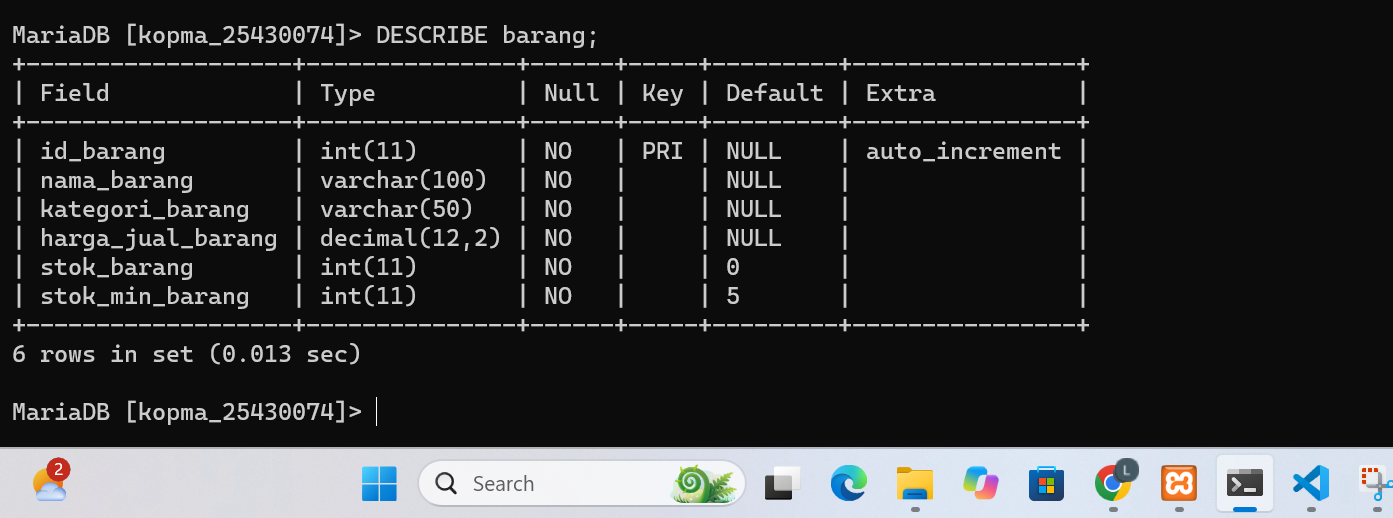 MariaDB [kopma_25430074]> DESCRIBE barang;
+-------------------+---------------+------+-----+---------+----------------+
| Field             | Type          | Null | Key | Default | Extra          |
+-------------------+---------------+------+-----+---------+----------------+
| id_barang         | int(11)       | NO   | PRI | NULL    | auto_increment |
| nama_barang       | varchar(100)  | NO   |     | NULL    |                |
| kategori_barang   | varchar(50)   | NO   |     | NULL    |                |
| harga_jual_barang | decimal(12,2) | NO   |     | NULL    |                |
| stok_barang       | int(11)       | NO   |     | 0       |                |
| stok_min_barang   | int(11)       | NO   |     | 5       |                |
+-------------------+---------------+------+-----+---------+----------------+
6 rows in set (0.013 sec)
MariaDB [kopma_25430074]>
2
Search
L